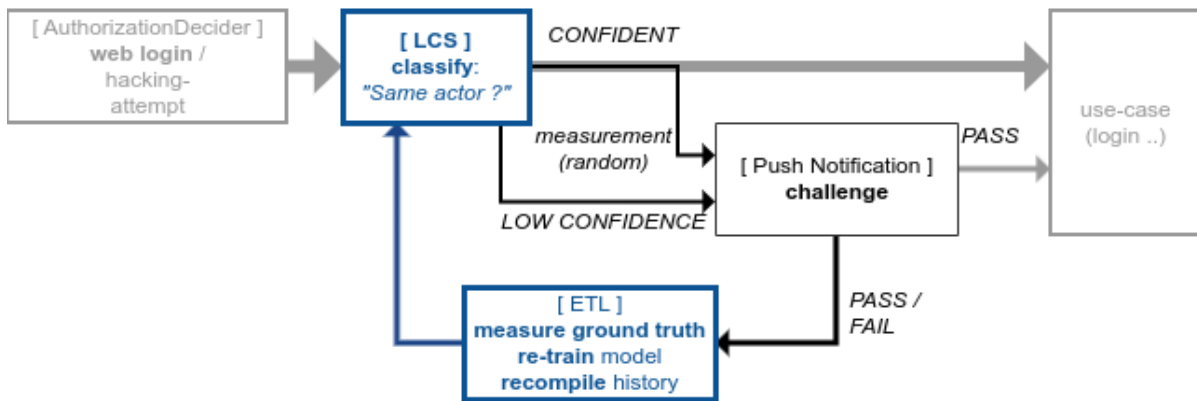 [ AuthorizationDecider ]
web login /
hacking-
attempt
[ LCS ]
classify:
"Same actor ?"
CONFIDENT
measurement
(random)
LOW CONFIDENCE
[ Push Notification ]
challenge
PASS
use-case
(login ..)
PASS /
FAIL
[ ETL ]
measure ground truth
re-train model
recompile history